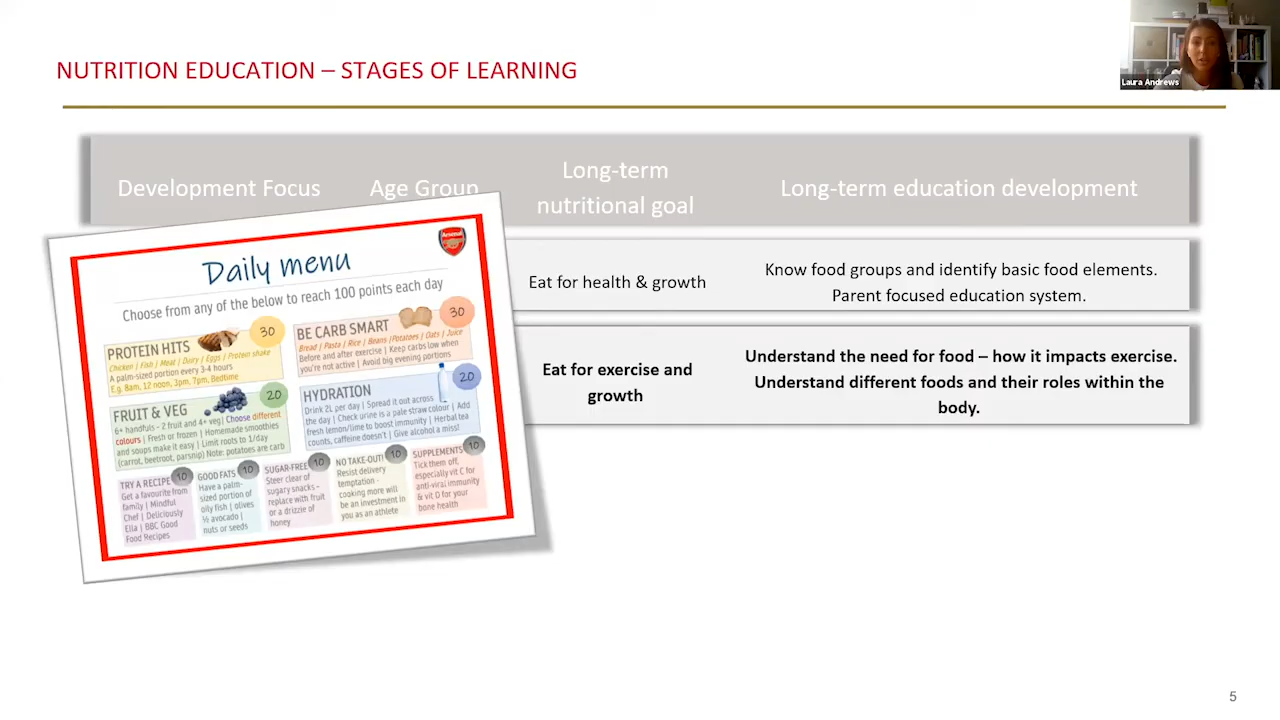 NUTRITION EDUCATION – STAGES OF LEARNING
Laura Andrews
Development Focus
Age Group
Long-term
nutritional goal
Long-term education development
Eat for health & growth
Know food groups and identify basic food elements.
Parent focused education system.
Eat for exercise and
growth
Understand the need for food – how it impacts exercise.
Understand different foods and their roles within the
body.
Arsenal
Daily menu
Choose from any of the below to reach 100 points each day
PROTEIN HITS
30
Chicken | Fish | Meat | Dairy | Eggs | Protein shake
A palm-sized portion every 3-4 hours
E.g. 8am, 12 noon, 3pm, 7pm, Bedtime
BE CARB SMART
30
Bread | Pasta | Rice | Beans | Potatoes | Oats | Juice
Before and after exercise | Keep carbs low when
you're not active | Avoid big evening portions
FRUIT & VEG
20
6+ handfuls - 2 fruit and 4+ veg | Choose different
colours | Fresh or frozen | Homemade smoothies
and soups make it easy | Limit roots to 1/day
(carrot, beetroot, parsnip) Note: potatoes are carb
HYDRATION
20
Drink 2L per day | Spread it out across
the day | Check urine is a pale straw colour | Add
fresh lemon/lime to boost immunity | Herbal tea
counts, caffeine doesn't | Give alcohol a miss!
TRY A RECIPE
10
Get a favourite from
family | Mindful
Chef | Deliciously
Ella | BBC Good
Food Recipes
GOOD FATS
10
Have a palm-
sized portion of
oily fish | olives
½ avocado |
nuts or seeds
SUGAR-FREE
10
Steer clear of
sugary snacks -
replace with fruit
or a drizzle of
honey
NO TAKE-OUT!
10
Resist delivery
temptation -
cooking more will
be an investment in
you as an athlete
SUPPLEMENTS
10
Tick them off,
especially vit C for
anti-viral immunity
& vit D for your
bone health
5